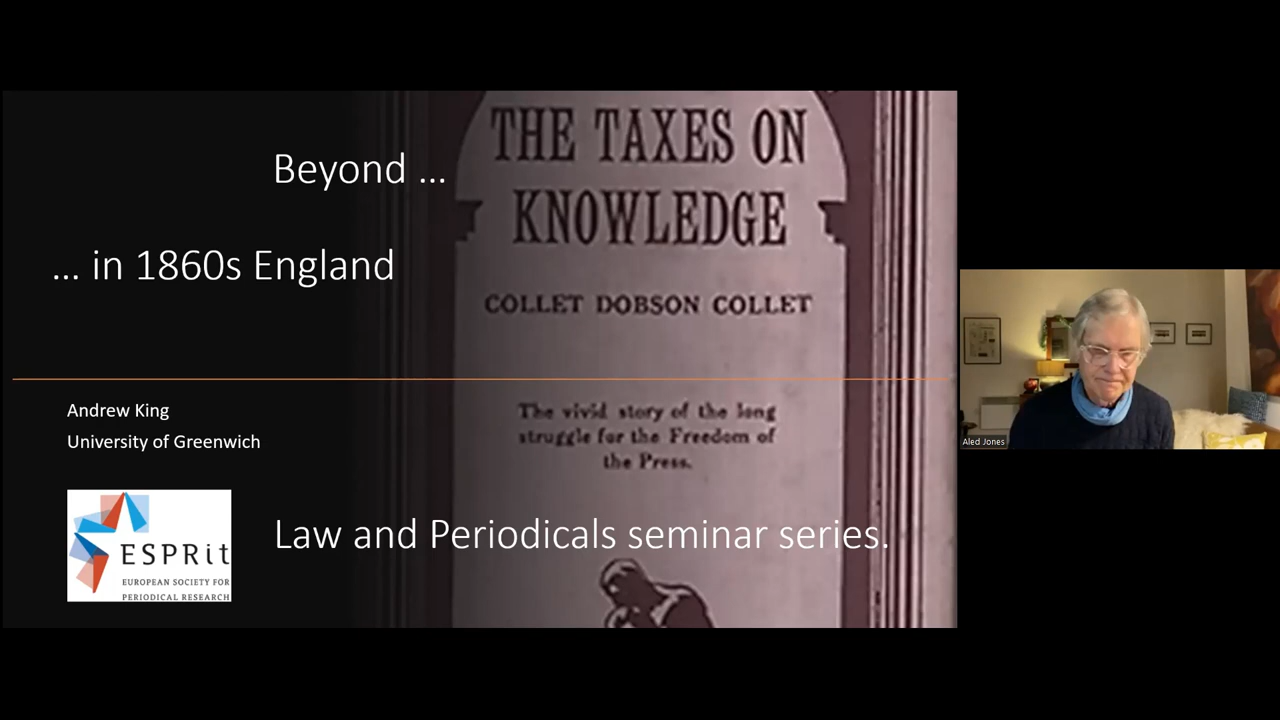 Beyond ...
... in 1860s England
THE TAXES ON
KNOWLEDGE
COLLET DOBSON COLLET
The vivid story of the long
struggle for the Freedom of
the Press.
Andrew King
University of Greenwich
ESPRit
EUROPEAN SOCIETY FOR
PERIODICAL RESEARCH
Law and Periodicals seminar series.
Aled Jones